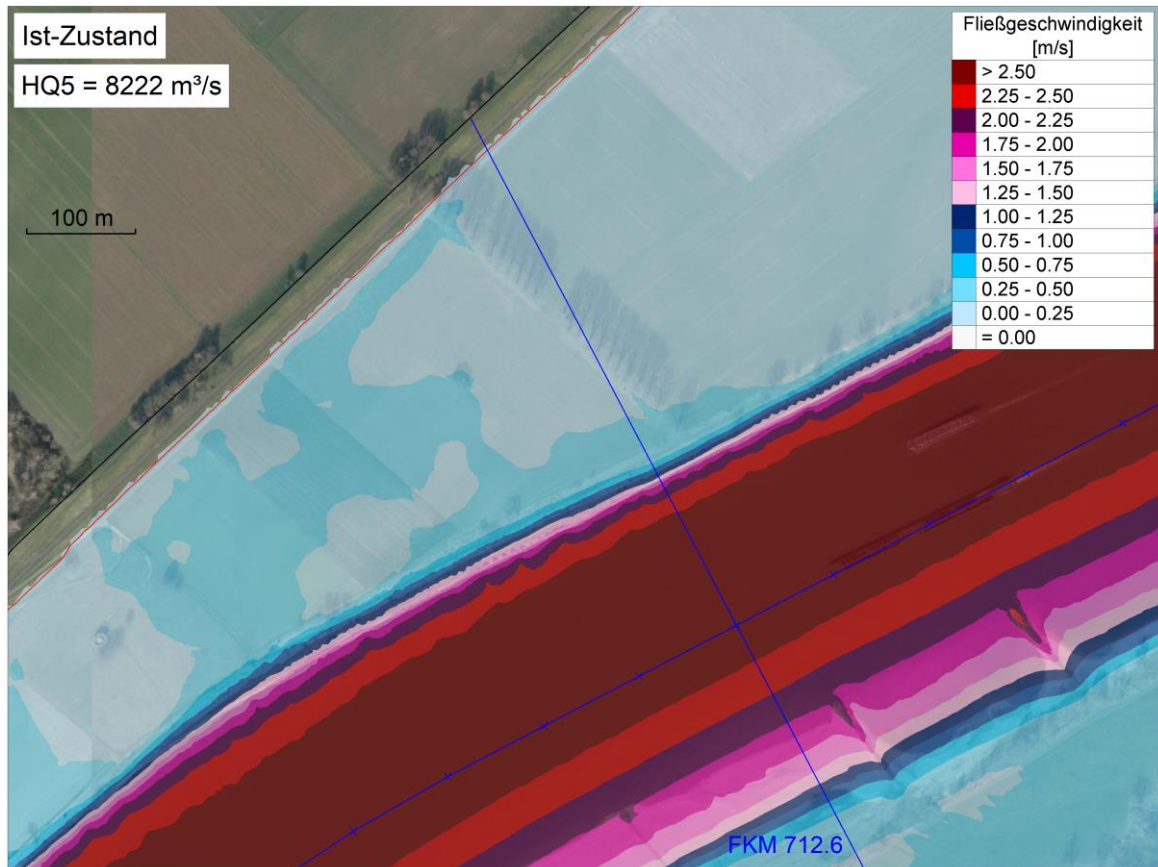 Ist-Zustand
HQ5 = 8222 m³/s
100 m
Fließgeschwindigkeit
[m/s]
> 2.50
2.25 - 2.50
2.00 - 2.25
1.75 - 2.00
1.50 - 1.75
1.25 - 1.50
1.00 - 1.25
0.75 - 1.00
0.50 - 0.75
0.25 - 0.50
0.00 - 0.25
= 0.00
FKM 712.6